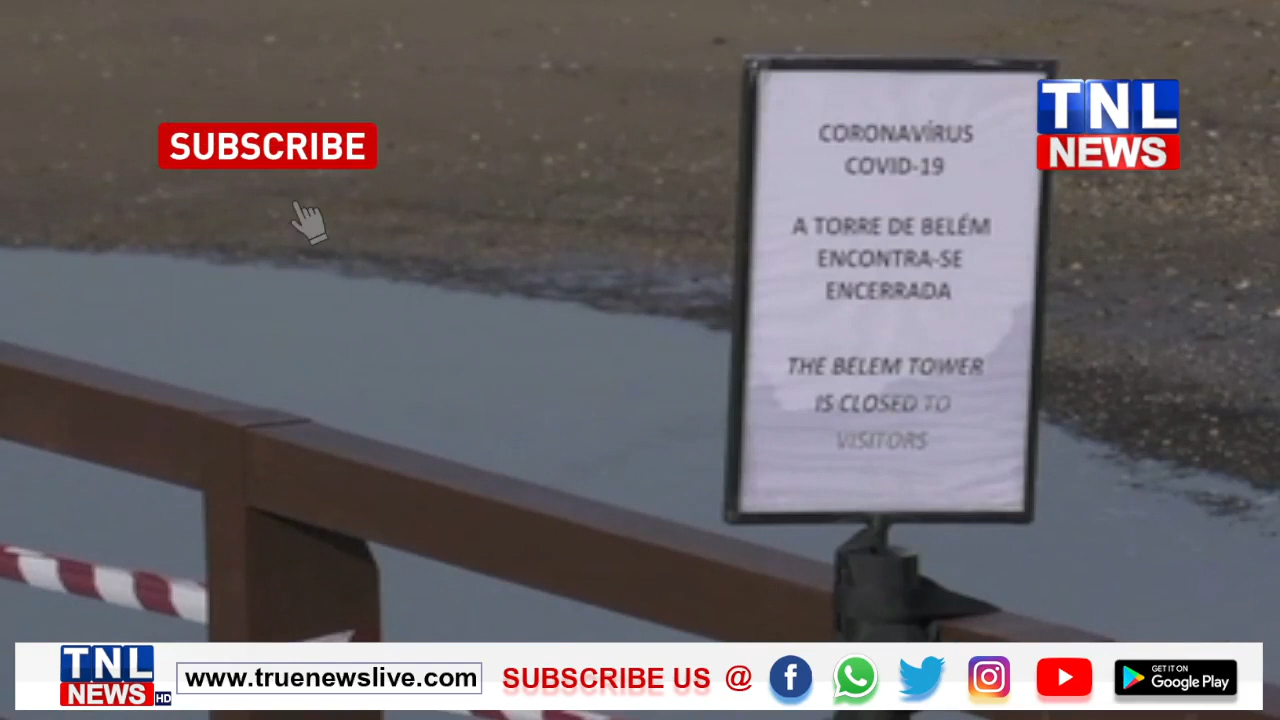 SUBSCRIBE
TNL
NEWS
CORONAVÍRUS
COVID-19
A TORRE DE BELÉM
ENCONTRA-SE
ENCERRADA
THE BELEM TOWER
IS CLOSED TO
VISITORS
TNL
NEWS HD
www.truenewslive.com
SUBSCRIBE US @
GET IT ON
Google Play